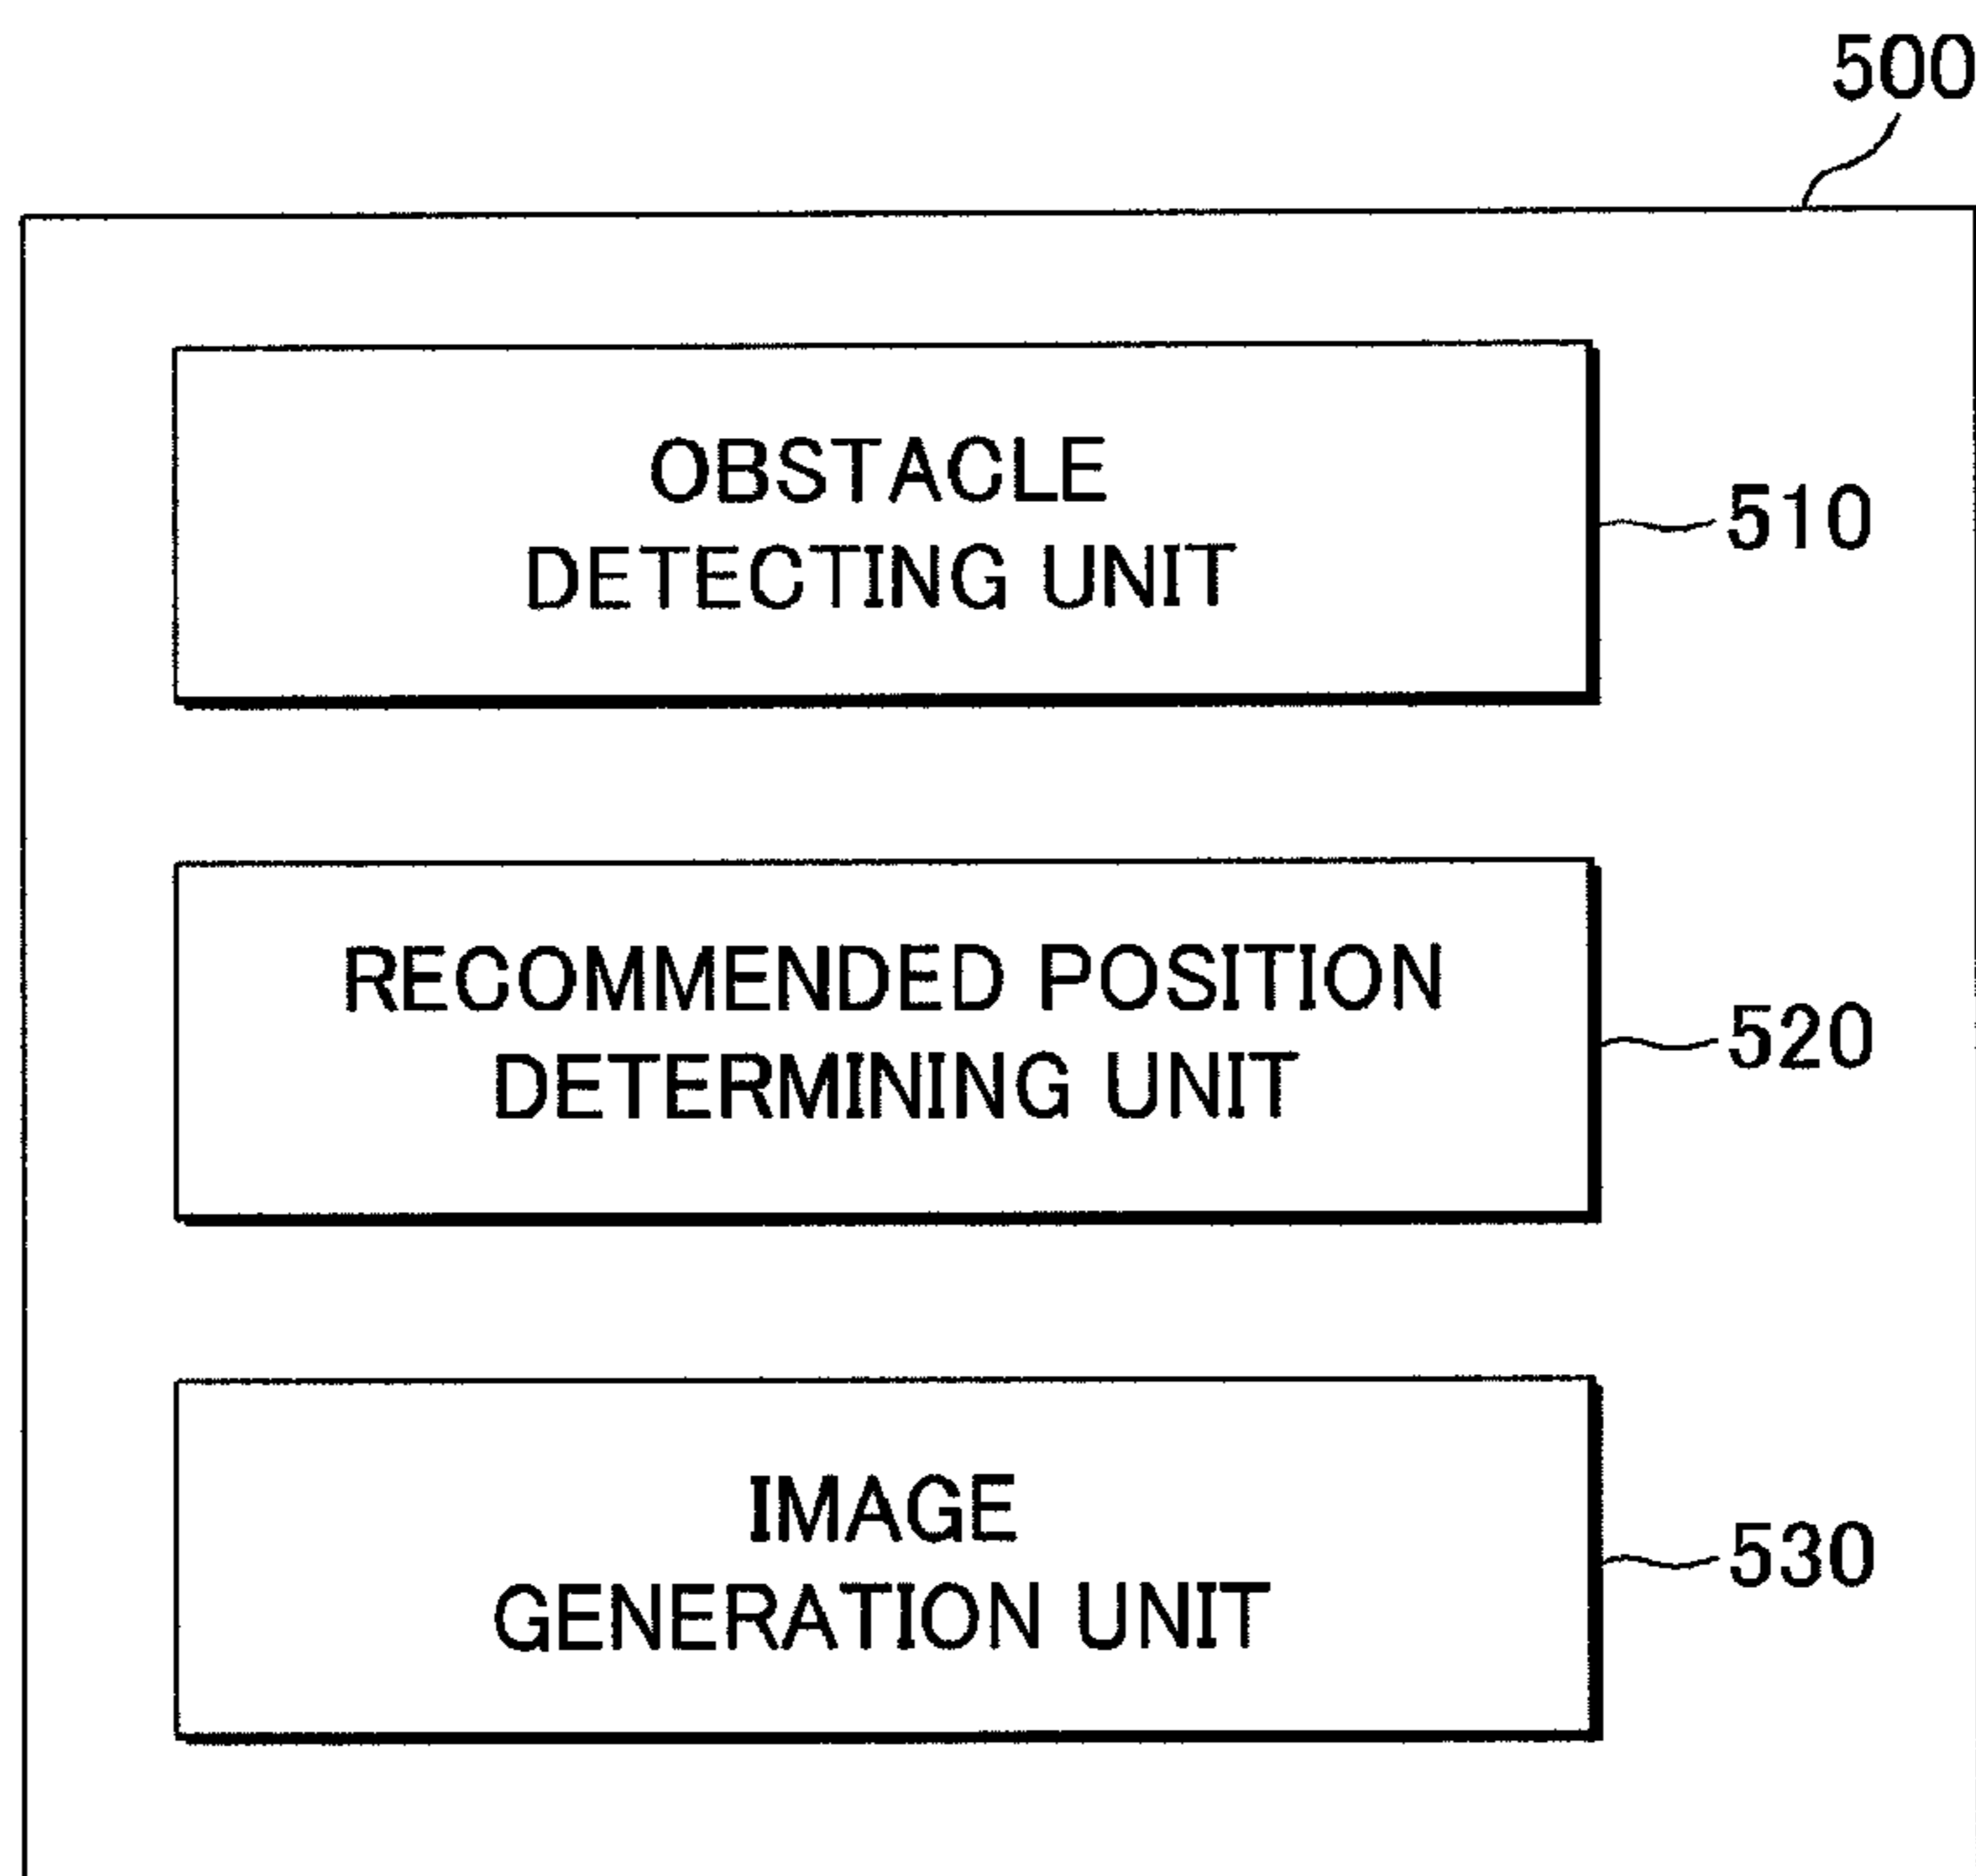 500
OBSTACLE
DETECTING UNIT
510
RECOMMENDED POSITION
DETERMINING UNIT
520
IMAGE
GENERATION UNIT
530